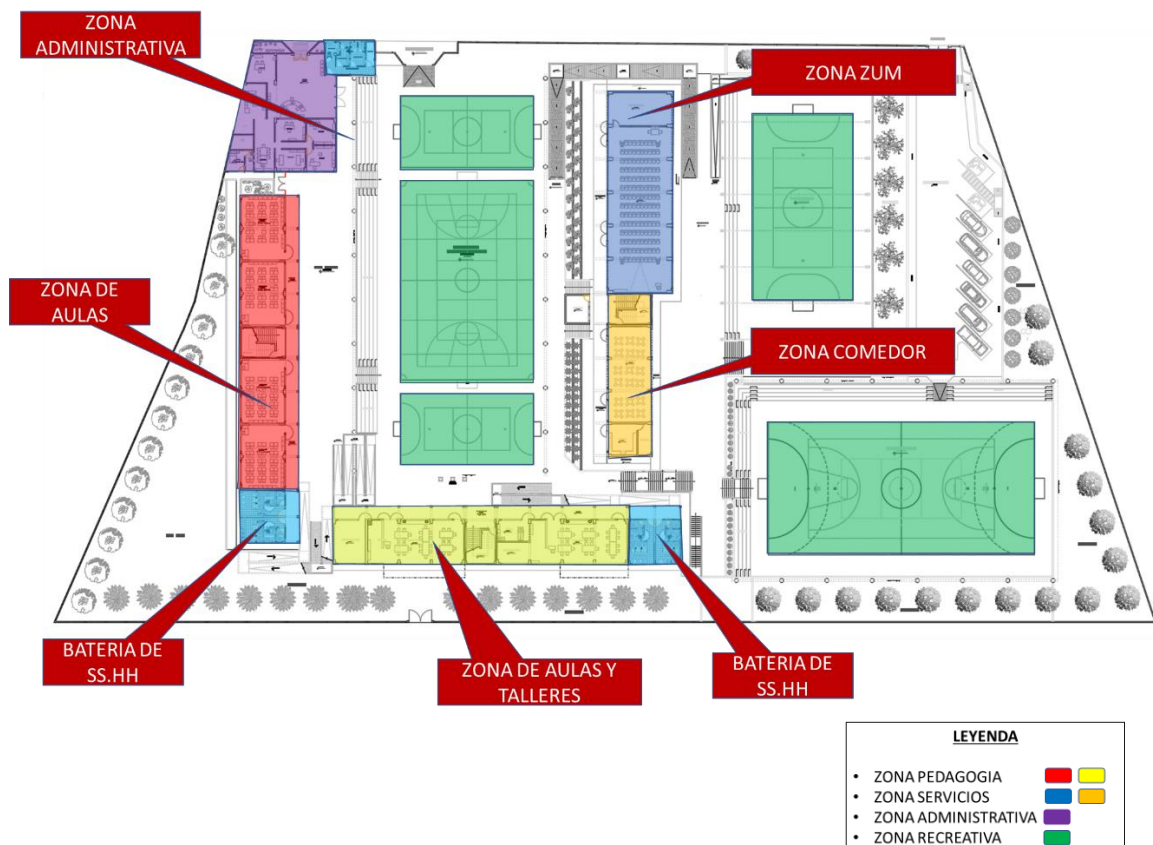 ZONA
ADMINISTRATIVA
ZONA ZUM
ZONA DE
AULAS
ZONA COMEDOR
BATERIA DE
SS.HH
ZONA DE AULAS Y
TALLERES
BATERIA DE
SS.HH
LEYENDA
• ZONA PEDAGOGIA
• ZONA SERVICIOS
• ZONA ADMINISTRATIVA
• ZONA RECREATIVA